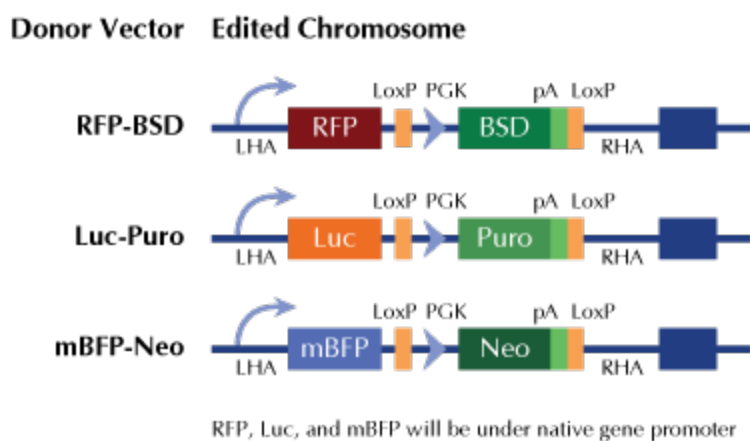 Donor Vector Edited Chromosome
LoxP PGK pA LoxP
RFP-BSD RFP BSD
LHA RHA
LoxP PGK pA LoxP
Luc-Puro Luc Puro
LHA RHA
LoxP PGK pA LoxP
mBFP-Neo mBFP Neo
LHA RHA
RFP, Luc, and mBFP will be under native gene promoter